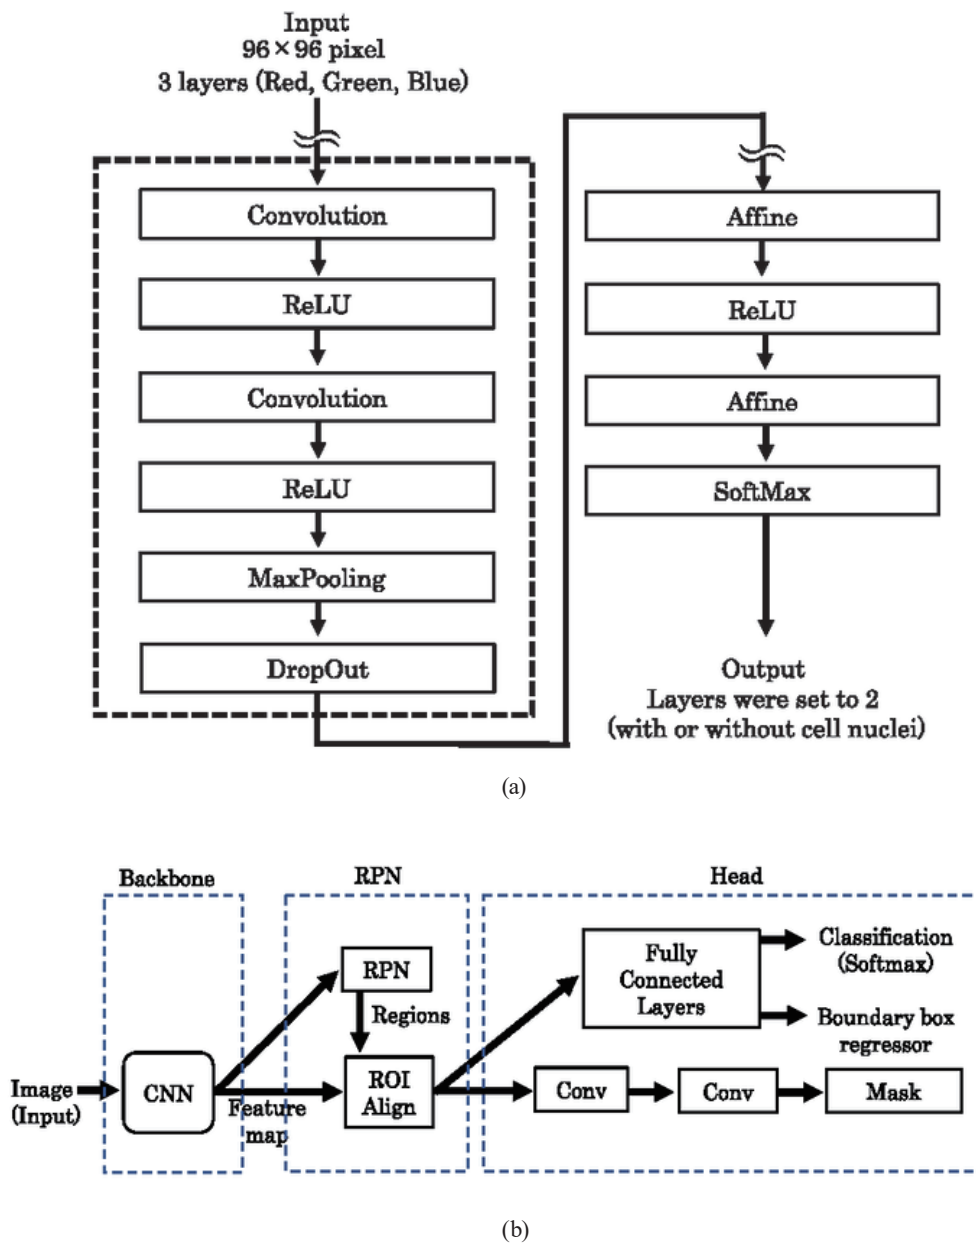 Input
96×96 pixel
3 layers (Red, Green, Blue)
Convolution
ReLU
Convolution
ReLU
MaxPooling
DropOut
Affine
ReLU
Affine
SoftMax
Output
Layers were set to 2
(with or without cell nuclei)
(a)
Backbone
RPN
Head
Image
(Input)
CNN
Feature
map
RPN
Regions
ROI
Align
Fully
Connected
Layers
Classification
(Softmax)
Boundary box
regressor
Conv
Conv
Mask
(b)